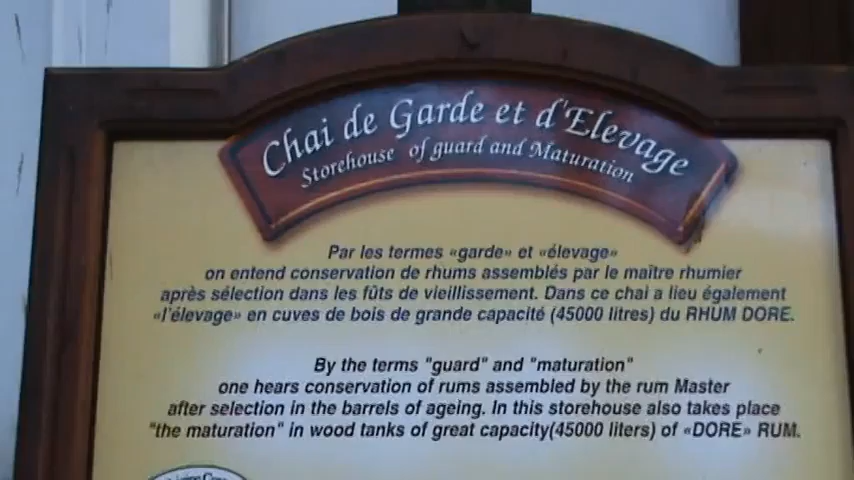 Chai de Garde et d'Elevage
Storehouse of guard and Maturation
Par les termes «garde» et «élevage»
on entend conservation de rhums assemblés par le maître rhumier
après sélection dans les fûts de vieillissement. Dans ce chai a lieu également
«l'élevage» en cuves de bois de grande capacité (45000 litres) du RHUM DORE.
By the terms "guard" and "maturation"
one hears conservation of rums assembled by the rum Master
after selection in the barrels of ageing. In this storehouse also takes place
"the maturation" in wood tanks of great capacity(45000 liters) of «DORE» RUM.